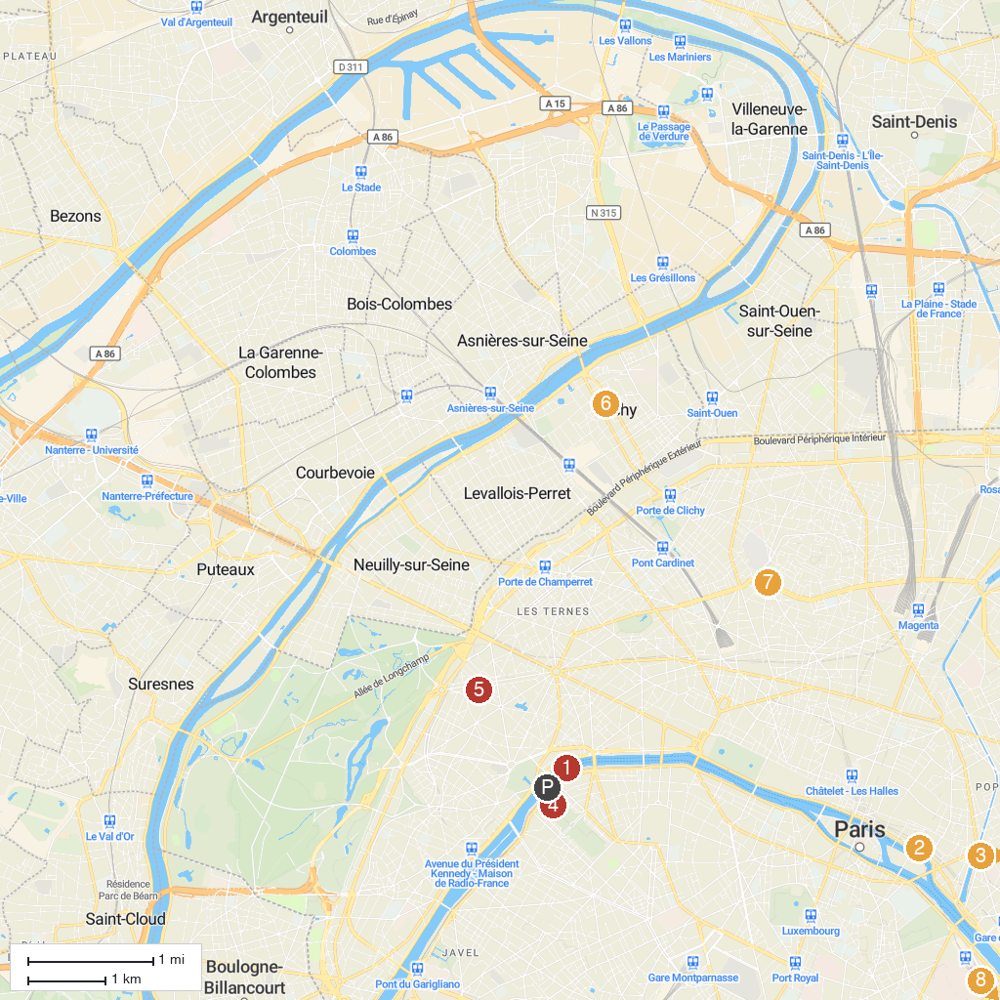 Argenteuil
Val d'Argenteuil
Rue d'Épinay
PLATEAU
D 311
Les Vallons
Les Mariniers
A 15
A 86
Villeneuve-
la-Garenne
Saint-Denis
Le Passage
de Verdure
A 86
Saint-Denis - L'Île-
Saint-Denis
Le Stade
Bezons
N 315
A 86
Colombes
Les Grésillons
Bois-Colombes
La Plaine - Stade
de France
Saint-Ouen-
sur-Seine
Asnières-sur-Seine
A 86
La Garenne-
Colombes
Asnières-sur-Seine
6
hy
Saint-Ouen
Boulevard Périphérique Intérieur
Nanterre - Université
Boulevard Périphérique Extérieur
Courbevoie
Nanterre-Préfecture
e-Ville
Levallois-Perret
Rosa
Porte de Clichy
Puteaux
Neuilly-sur-Seine
Pont Cardinet
Porte de Champerret
7
LES TERNES
Magenta
Allée de Longchamp
Suresnes
5
1
P
4
POP
Châtelet - Les Halles
Le Val d'Or
Paris
2
3
Avenue du Président
Kennedy - Maison
de Radio-France
Résidence
Parc de Béarn
Saint-Cloud
Luxembourg
Gare d
JAVEL
1 mi
1 km
Boulogne-
Billancourt
Pont du Garigliano
Gare Montparnasse
Port Royal
8